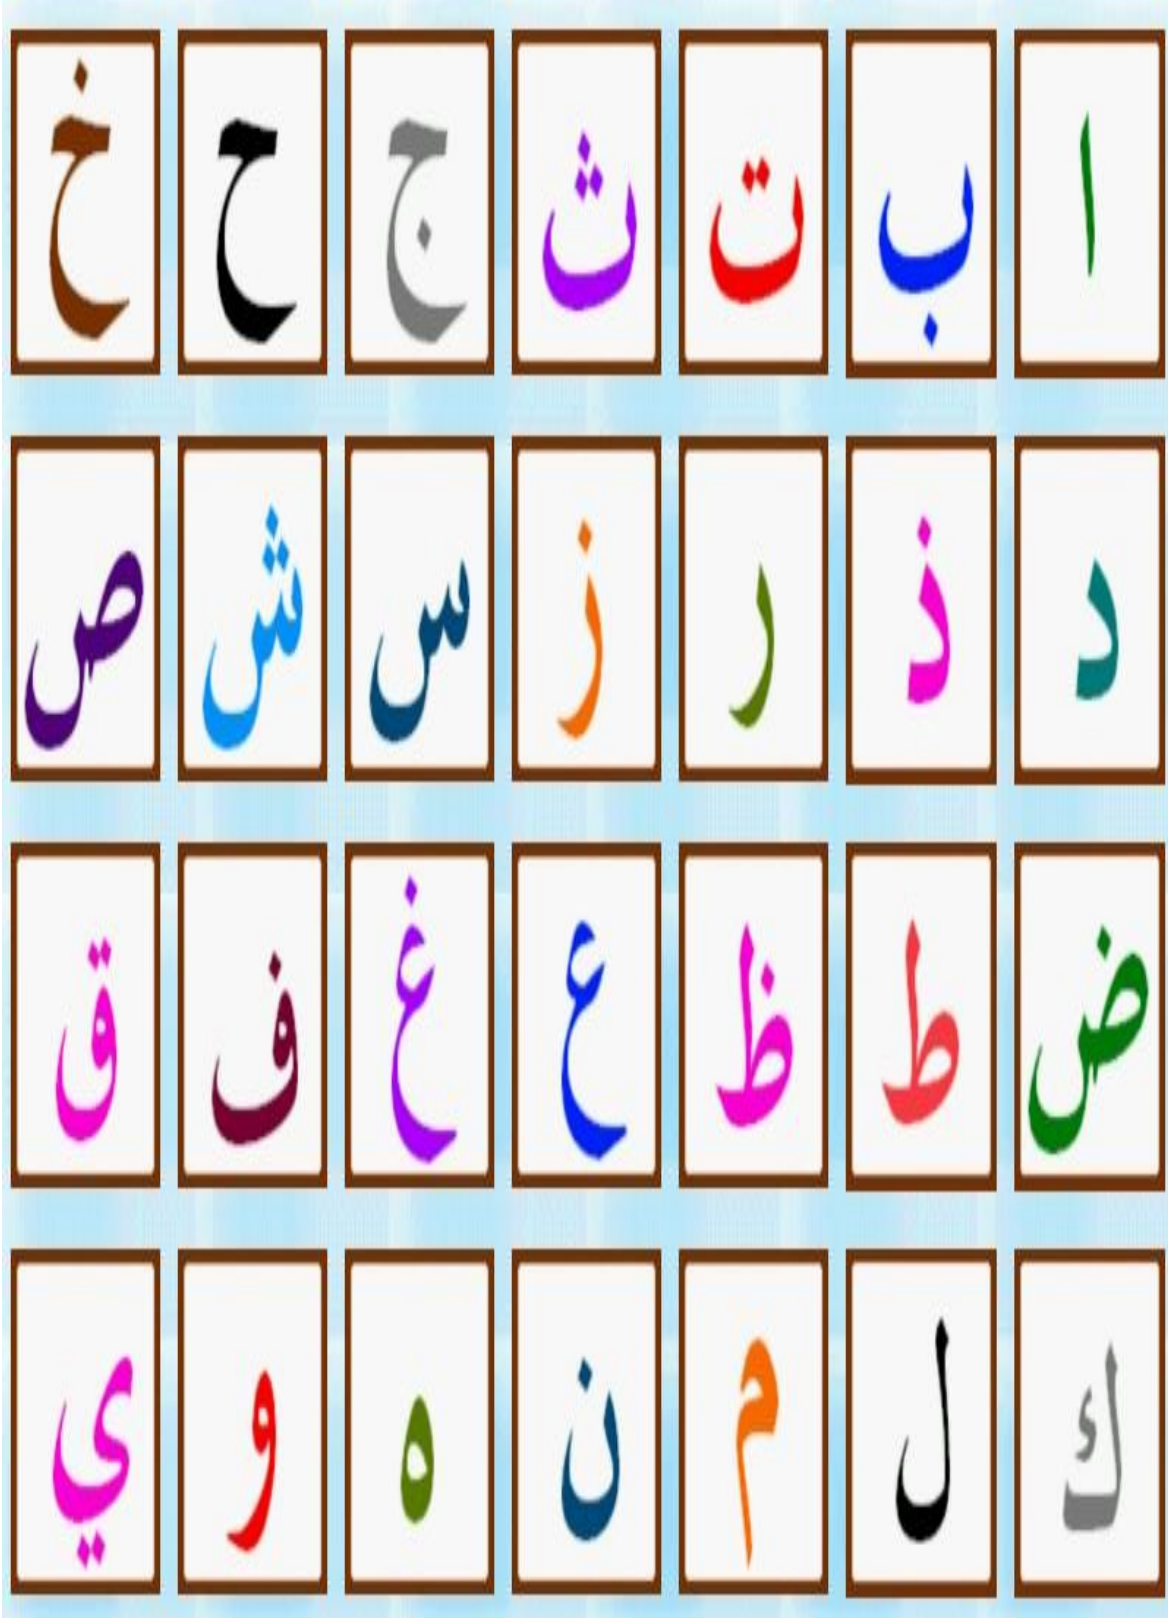 ا ب ت ث ج ح خ
د ذ ر ز س ش ص
ض ط ظ ع غ ف ق
ك ل م ن ه و ي